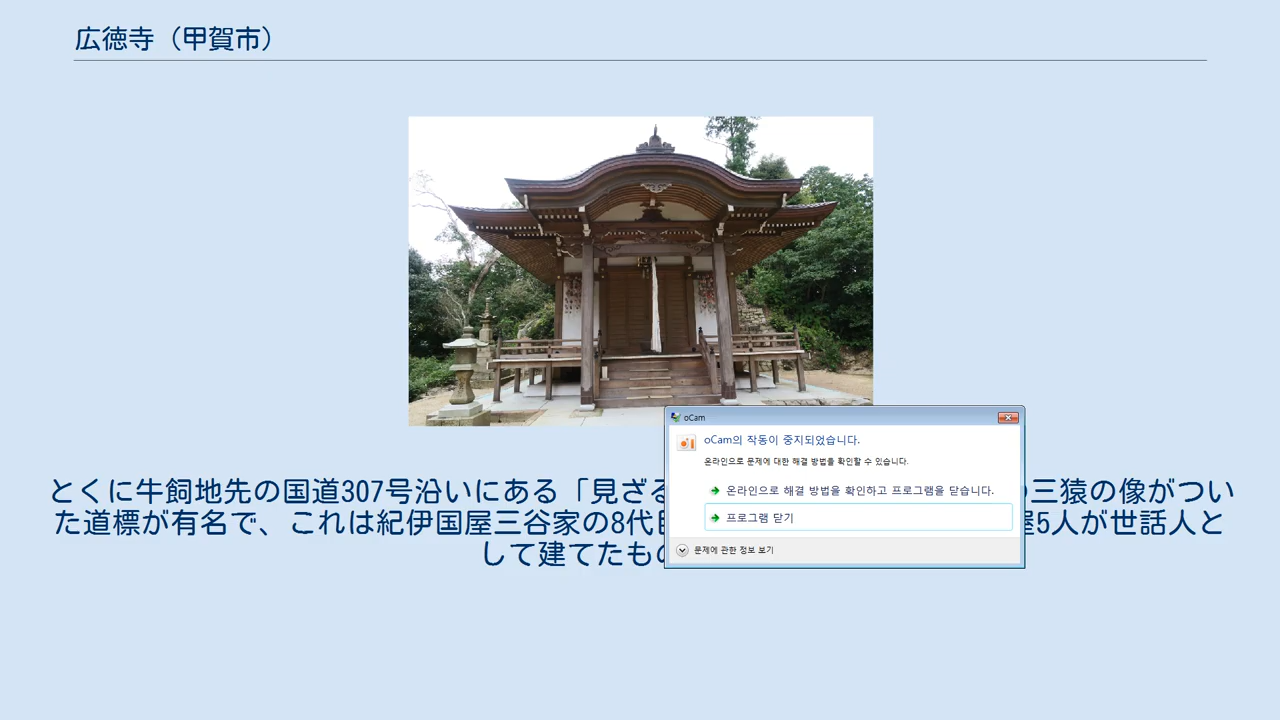 広徳寺（甲賀市）
oCam
oCam의 작동이 중지되었습니다.
온라인으로 문제에 대한 해결 방법을 확인할 수 있습니다.
온라인으로 해결 방법을 확인하고 프로그램을 닫습니다.
프로그램 닫기
문제에 관한 정보 보기
とくに牛飼地先の国道307号沿いにある「見ざる の三猿の像がつい
た道標が有名で、これは紀伊国屋三谷家の8代目 屋5人が世話人と
して建てたもの